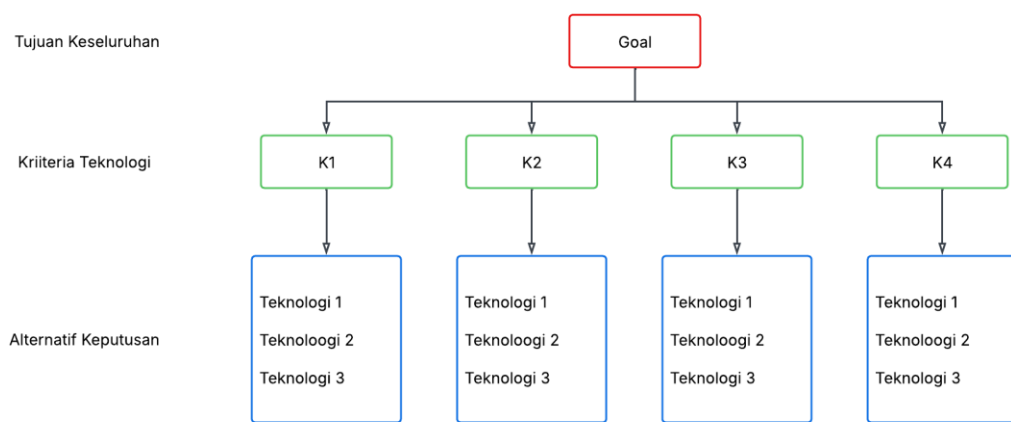 Tujuan Keseluruhan
Goal
Kriiteria Teknologi
K1
K2
K3
K4
Alternatif Keputusan
Teknologi 1
Teknoloogi 2
Teknologi 3
Teknologi 1
Teknoloogi 2
Teknologi 3
Teknologi 1
Teknoloogi 2
Teknologi 3
Teknologi 1
Teknoloogi 2
Teknologi 3